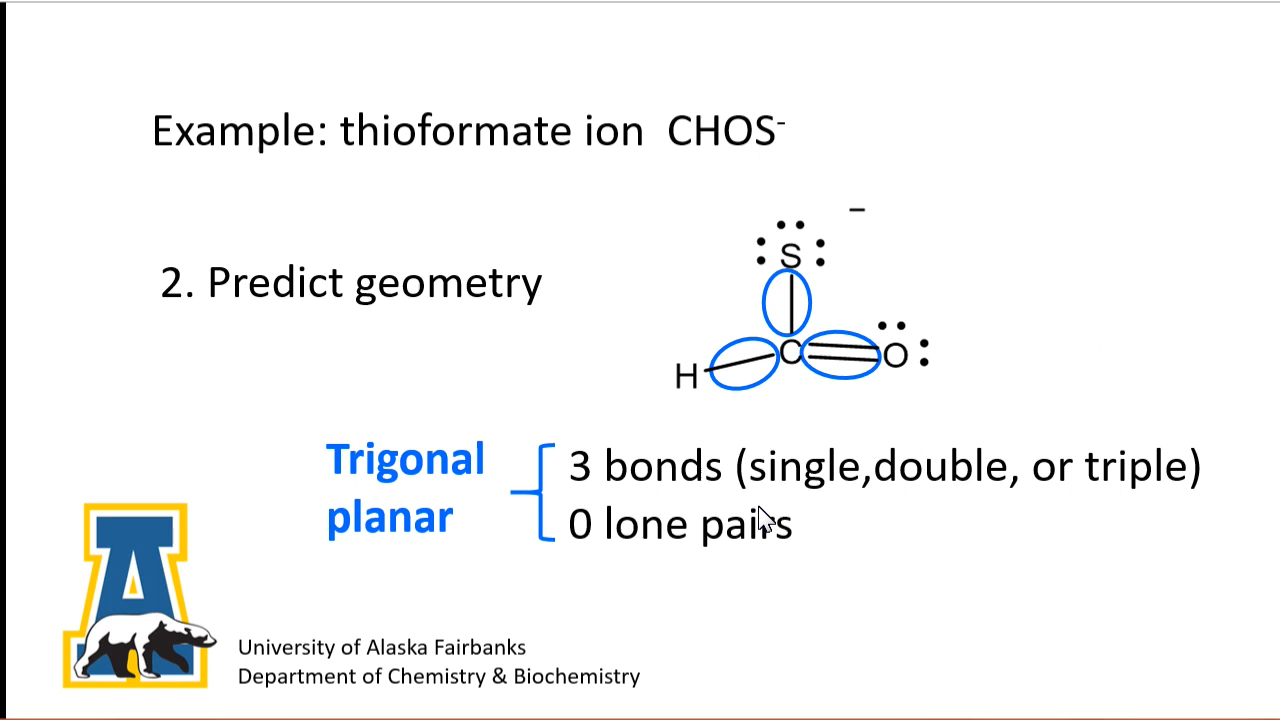 Example: thioformate ion CHOS⁻
−
S
2. Predict geometry
C
O
H
Trigonal
planar
3 bonds (single,double, or triple)
0 lone pairs
A
University of Alaska Fairbanks
Department of Chemistry & Biochemistry